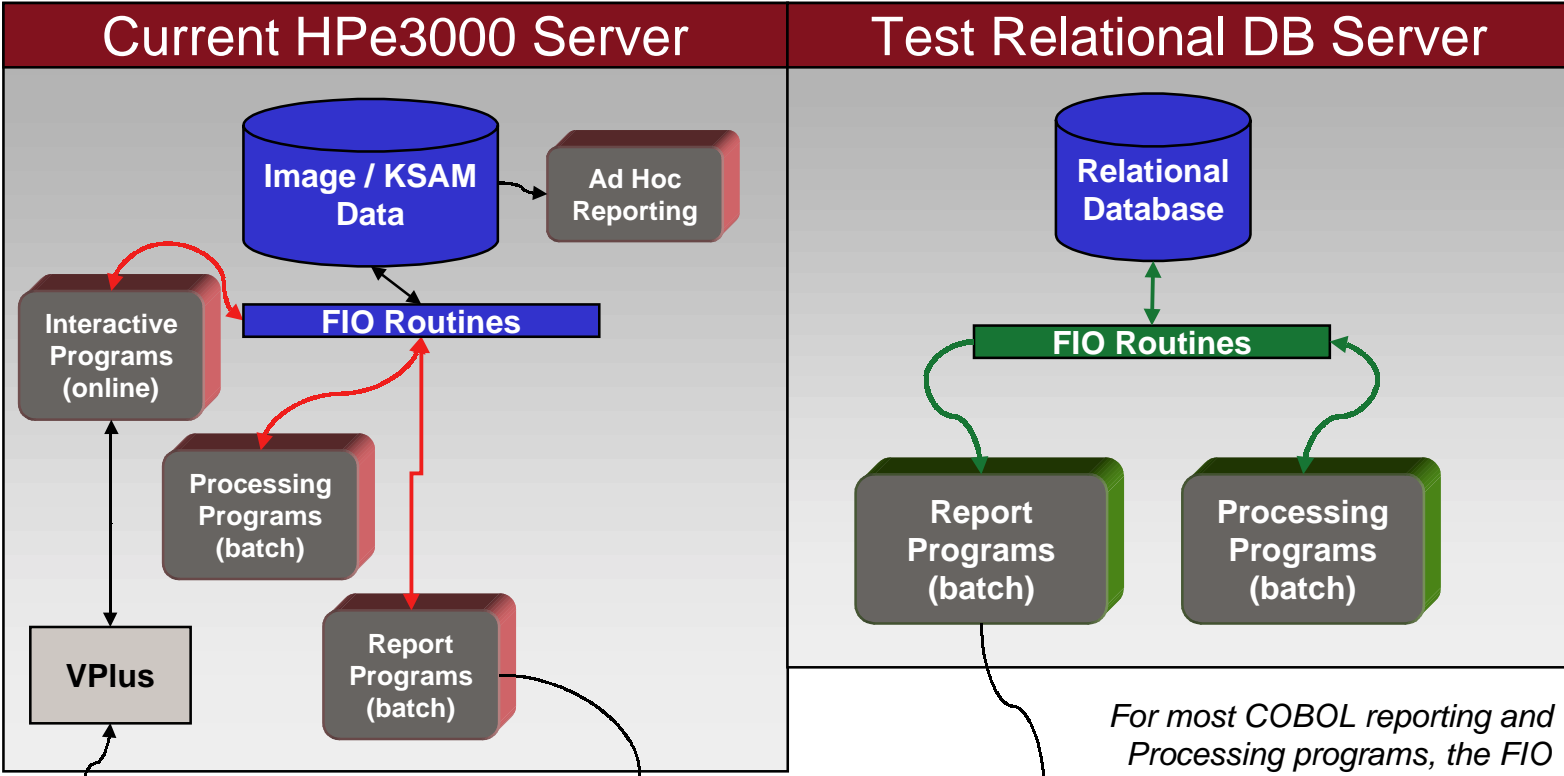 Current HPe3000 Server
Image / KSAM
Data
Ad Hoc
Reporting
Interactive
Programs
(online)
FIO Routines
Processing
Programs
(batch)
VPlus
Report
Programs
(batch)
Test Relational DB Server
Relational
Database
FIO Routines
Report
Programs
(batch)
Processing
Programs
(batch)
For most COBOL reporting and
Processing programs, the FIO